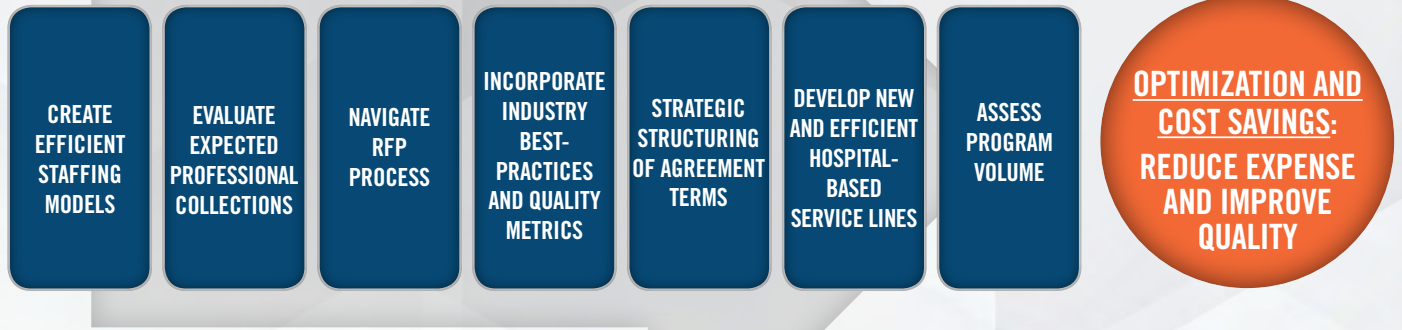 CREATE
EFFICIENT
STAFFING
MODELS
EVALUATE
EXPECTED
PROFESSIONAL
COLLECTIONS
NAVIGATE
RFP
PROCESS
INCORPORATE
INDUSTRY
BEST-
PRACTICES
AND QUALITY
METRICS
STRATEGIC
STRUCTURING
OF AGREEMENT
TERMS
DEVELOP NEW
AND EFFICIENT
HOSPITAL-
BASED
SERVICE LINES
ASSESS
PROGRAM
VOLUME
OPTIMIZATION AND
COST SAVINGS:
REDUCE EXPENSE
AND IMPROVE
QUALITY